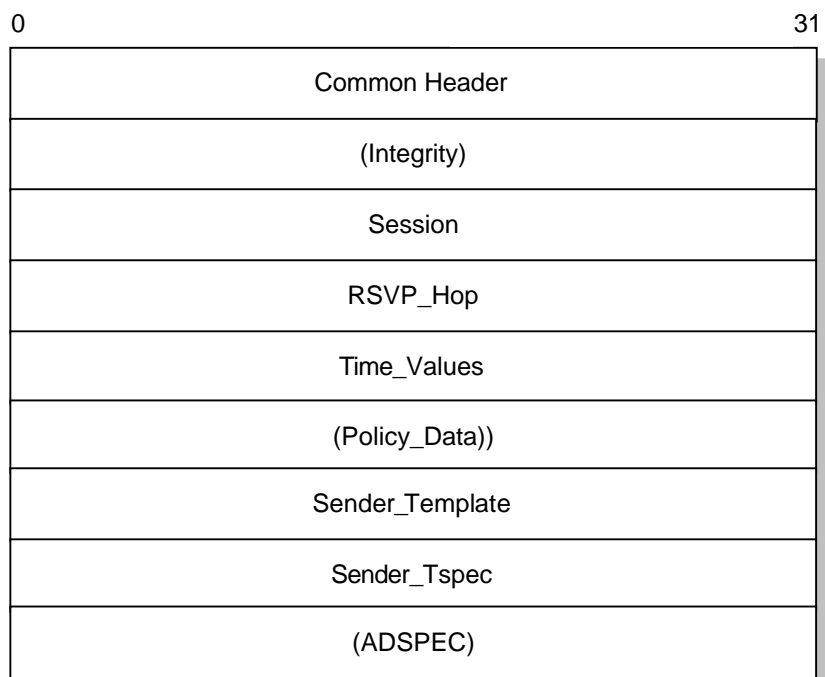 0 31
Common Header
(Integrity)
Session
RSVP_Hop
Time_Values
(Policy_Data))
Sender_Template
Sender_Tspec
(ADSPEC)